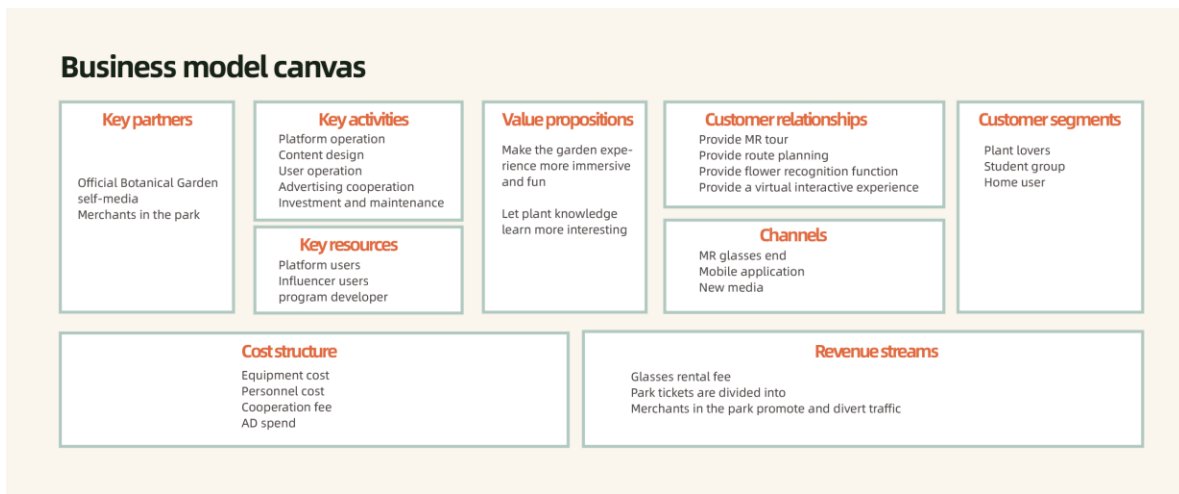 Business model canvas
Key partners
Official Botanical Garden
self-media
Merchants in the park
Key activities
Platform operation
Content design
User operation
Advertising cooperation
Investment and maintenance
Key resources
Platform users
Influencer users
program developer
Value propositions
Make the garden expe-
rience more immersive
and fun
Let plant knowledge
learn more interesting
Customer relationships
Provide MR tour
Provide route planning
Provide flower recognition function
Provide a virtual interactive experience
Channels
MR glasses end
Mobile application
New media
Customer segments
Plant lovers
Student group
Home user
Cost structure
Equipment cost
Personnel cost
Cooperation fee
AD spend
Revenue streams
Glasses rental fee
Park tickets are divided into
Merchants in the park promote and divert traffic